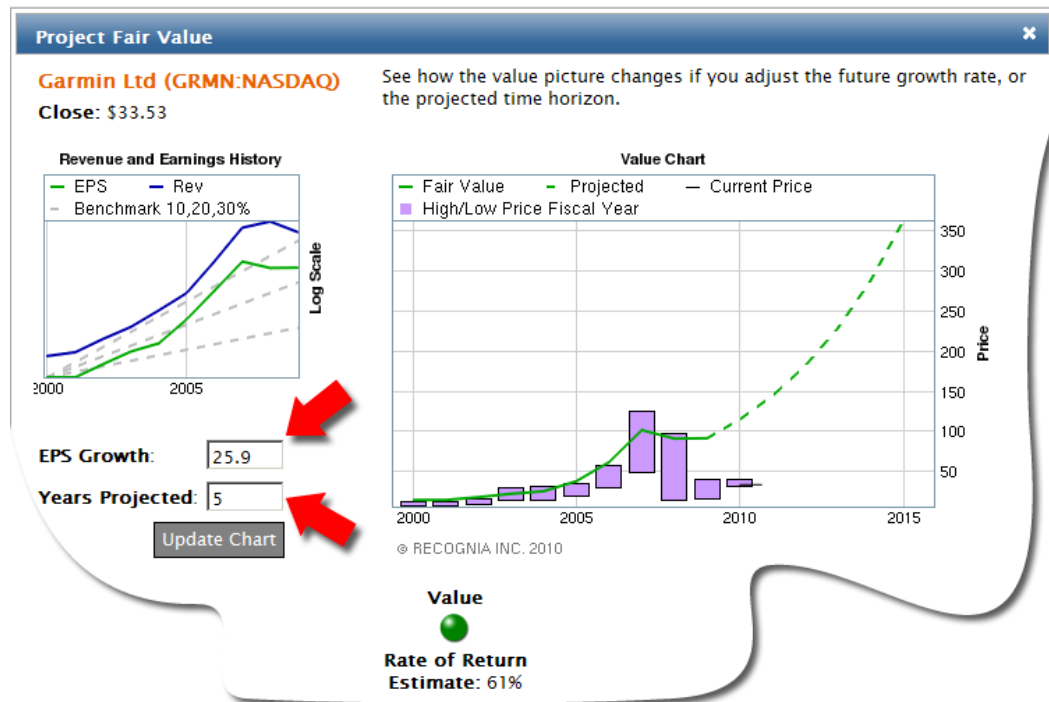 Project Fair Value
Garmin Ltd (GRMN:NASDAQ)
Close: $33.53
See how the value picture changes if you adjust the future growth rate, or
the projected time horizon.
Revenue and Earnings History
EPS Rev
Benchmark 10,20,30%
Log Scale
2000 2005
EPS Growth: 25.9
Years Projected: 5
Update Chart
Value Chart
Fair Value Projected Current Price
High/Low Price Fiscal Year
350
300
250
200
150
100
50
Price
2000 2005 2010 2015
© RECOGNIA INC. 2010
Value
Rate of Return
Estimate: 61%